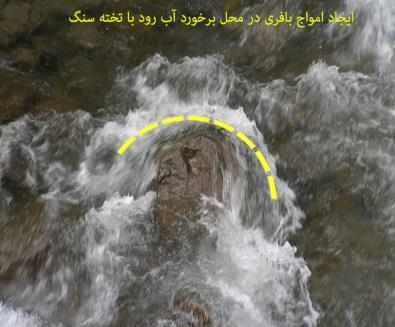 ایجاد امواج بافری در محل برخورد آب رود با تخته سنگ